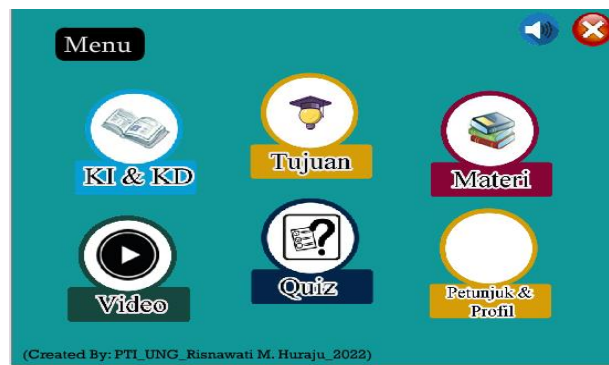 Menu
KI & KD
Tujuan
Materi
Video
Quiz
Petunjuk &
Profil
(Created By: PTI_UNG_Risnawati M. Huraju_2022)